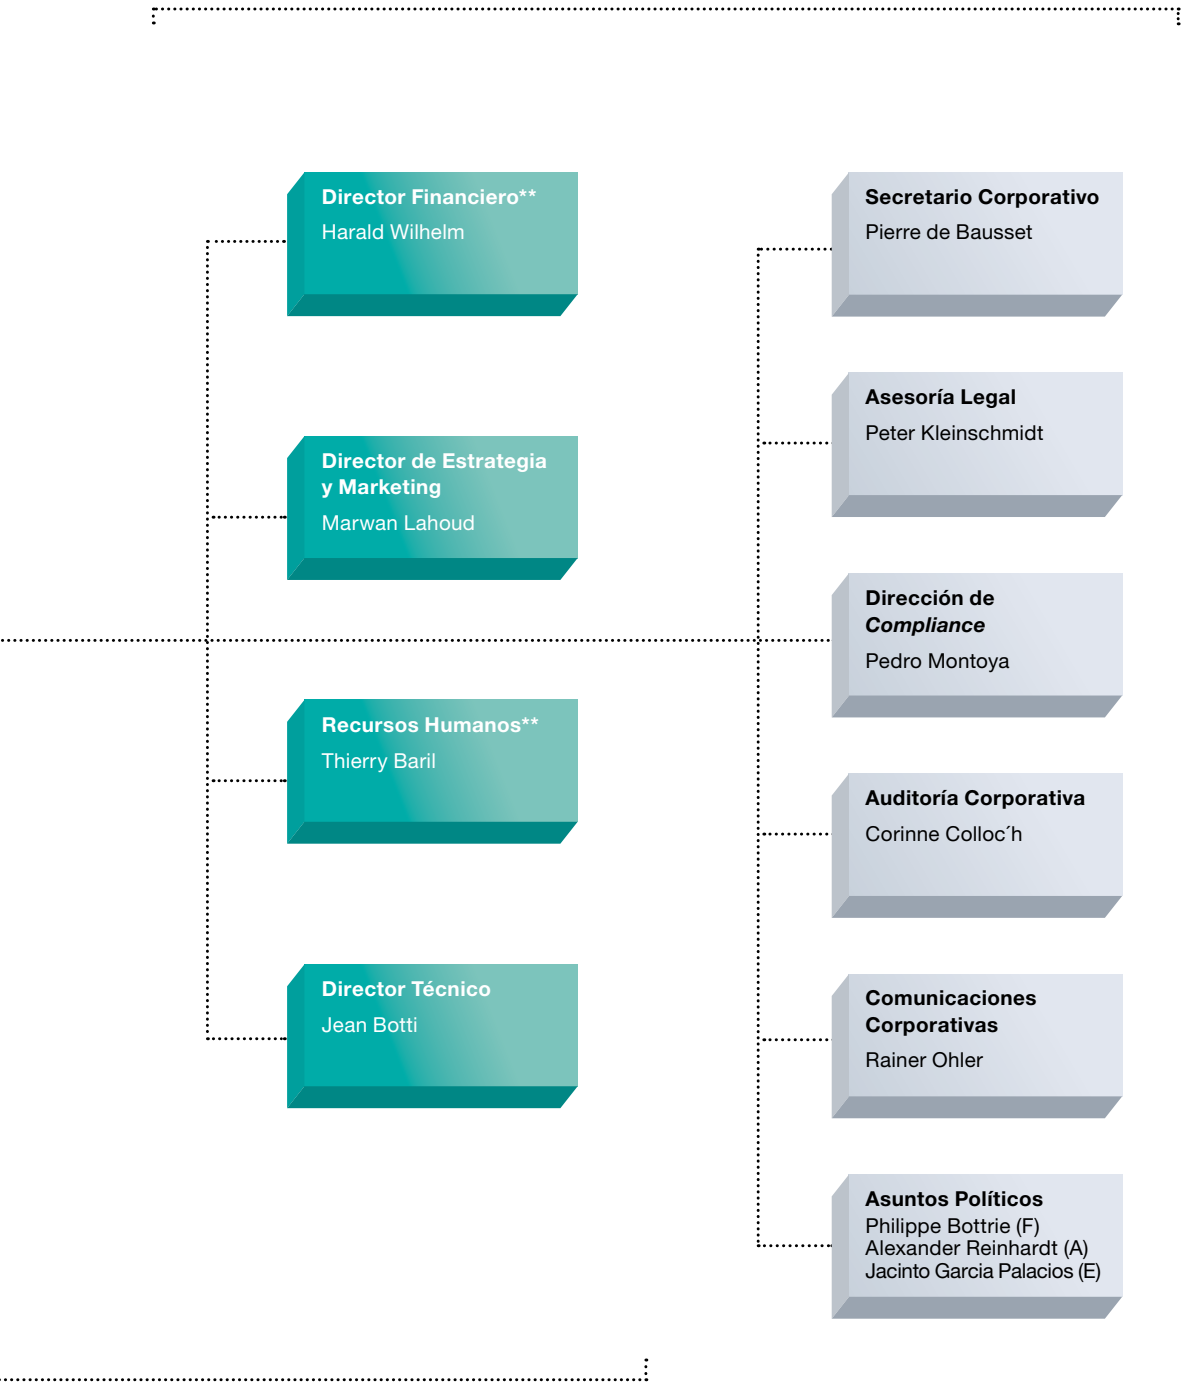 Director Financiero**
Harald Wilhelm
Director de Estrategia
y Marketing
Marwan Lahoud
Recursos Humanos**
Thierry Baril
Director Técnico
Jean Botti
Secretario Corporativo
Pierre de Bausset
Asesoría Legal
Peter Kleinschmidt
Dirección de
Compliance
Pedro Montoya
Auditoría Corporativa
Corinne Colloc´h
Comunicaciones
Corporativas
Rainer Ohler
Asuntos Políticos
Philippe Bottrie (F)
Alexander Reinhardt (A)
Jacinto Garcia Palacios (E)